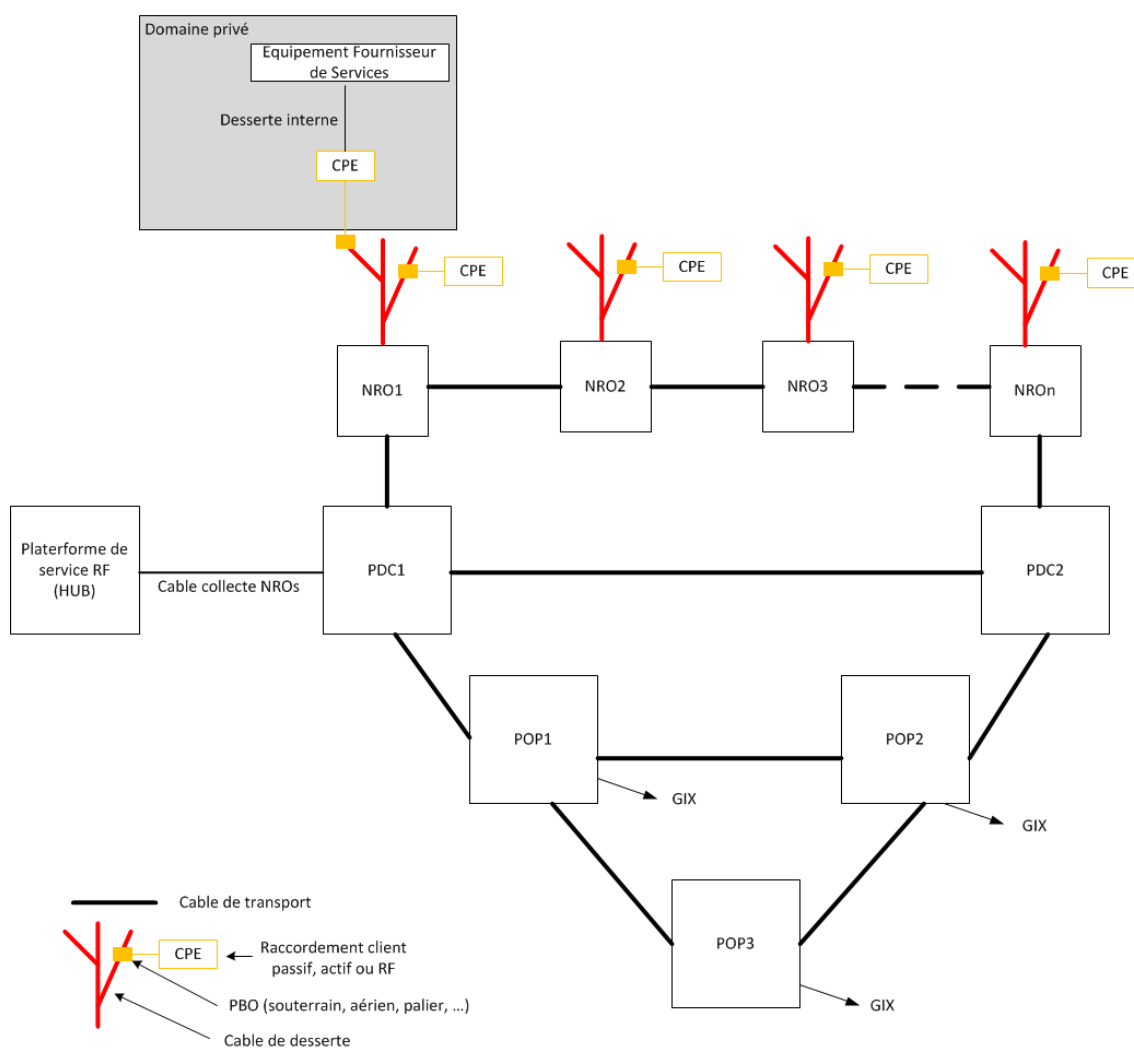 Domaine privé
Equipement Fournisseur
de Services
Desserte interne
CPE
CPE
CPE
CPE
CPE
NRO1
NRO2
NRO3
NROn
Platerforme de
service RF
(HUB)
Cable collecte NROs
PDC1
PDC2
POP1
POP2
GIX
GIX
POP3
GIX
Cable de transport
CPE
Raccordement client
passif, actif ou RF
PBO (souterrain, aérien, palier, ...)
Cable de desserte